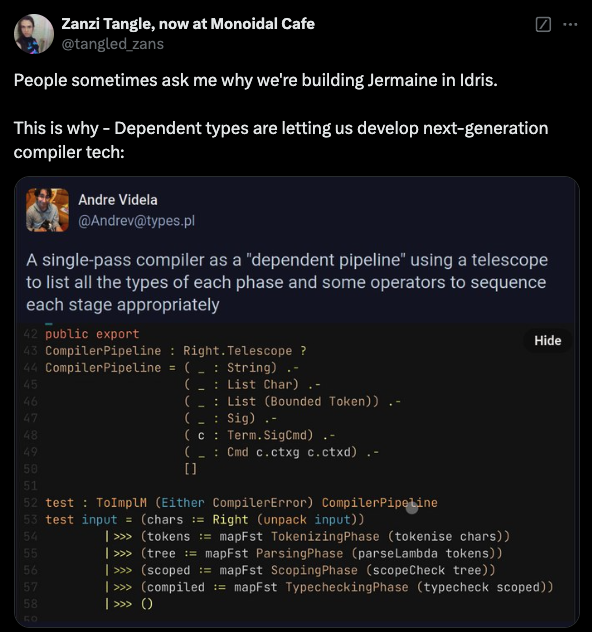 Zanzi Tangle, now at Monoidal Cafe
@tangled_zans
People sometimes ask me why we're building Jermaine in Idris.
This is why - Dependent types are letting us develop next-generation
compiler tech:
Andre Videla
@Andrev@types.pl
A single-pass compiler as a "dependent pipeline" using a telescope
to list all the types of each phase and some operators to sequence
each stage appropriately
Hide
42 public export
43 CompilerPipeline : Right.Telescope ?
44 CompilerPipeline = ( _ : String) .-
45 ( _ : List Char) .-
46 ( _ : List (Bounded Token)) .-
47 ( _ : Sig) .-
48 ( c : Term.SigCmd) .-
49 ( _ : Cmd c.ctxg c.ctxd) .-
50 []
51
52 test : ToImplM (Either CompilerError) CompilerPipeline
53 test input = (chars := Right (unpack input))
54 |>>> (tokens := mapFst TokenizingPhase (tokenise chars))
55 |>>> (tree := mapFst ParsingPhase (parseLambda tokens))
56 |>>> (scoped := mapFst ScopingPhase (scopeCheck tree))
57 |>>> (compiled := mapFst TypecheckingPhase (typecheck scoped))
58 |>>> ()
59